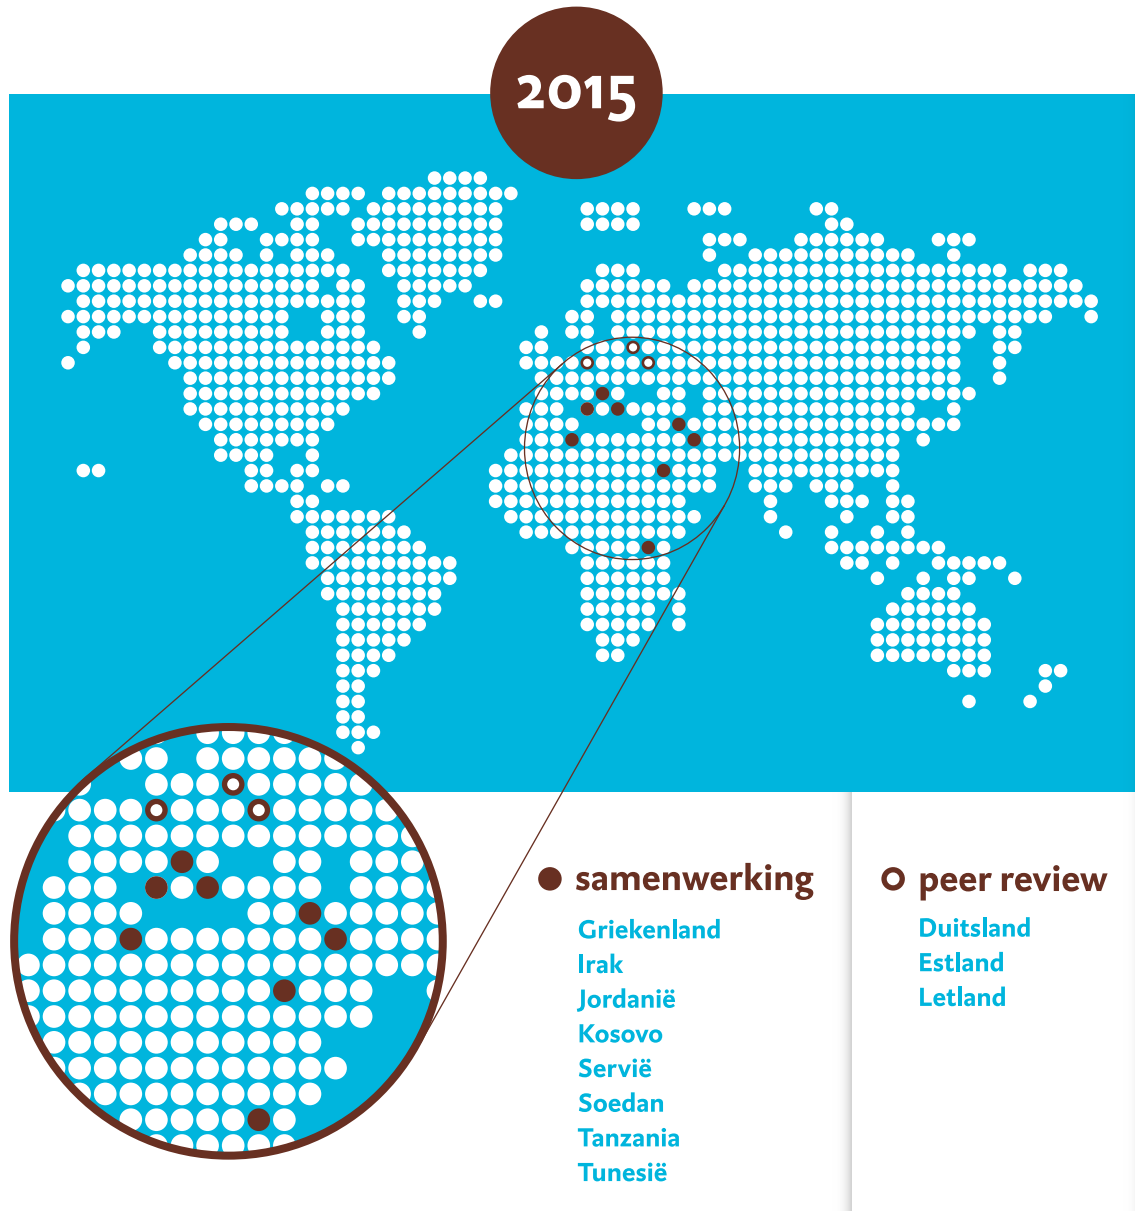 2015
samenwerking
Griekenland
Irak
Jordanië
Kosovo
Servië
Soedan
Tanzania
Tunesië
peer review
Duitsland
Estland
Letland